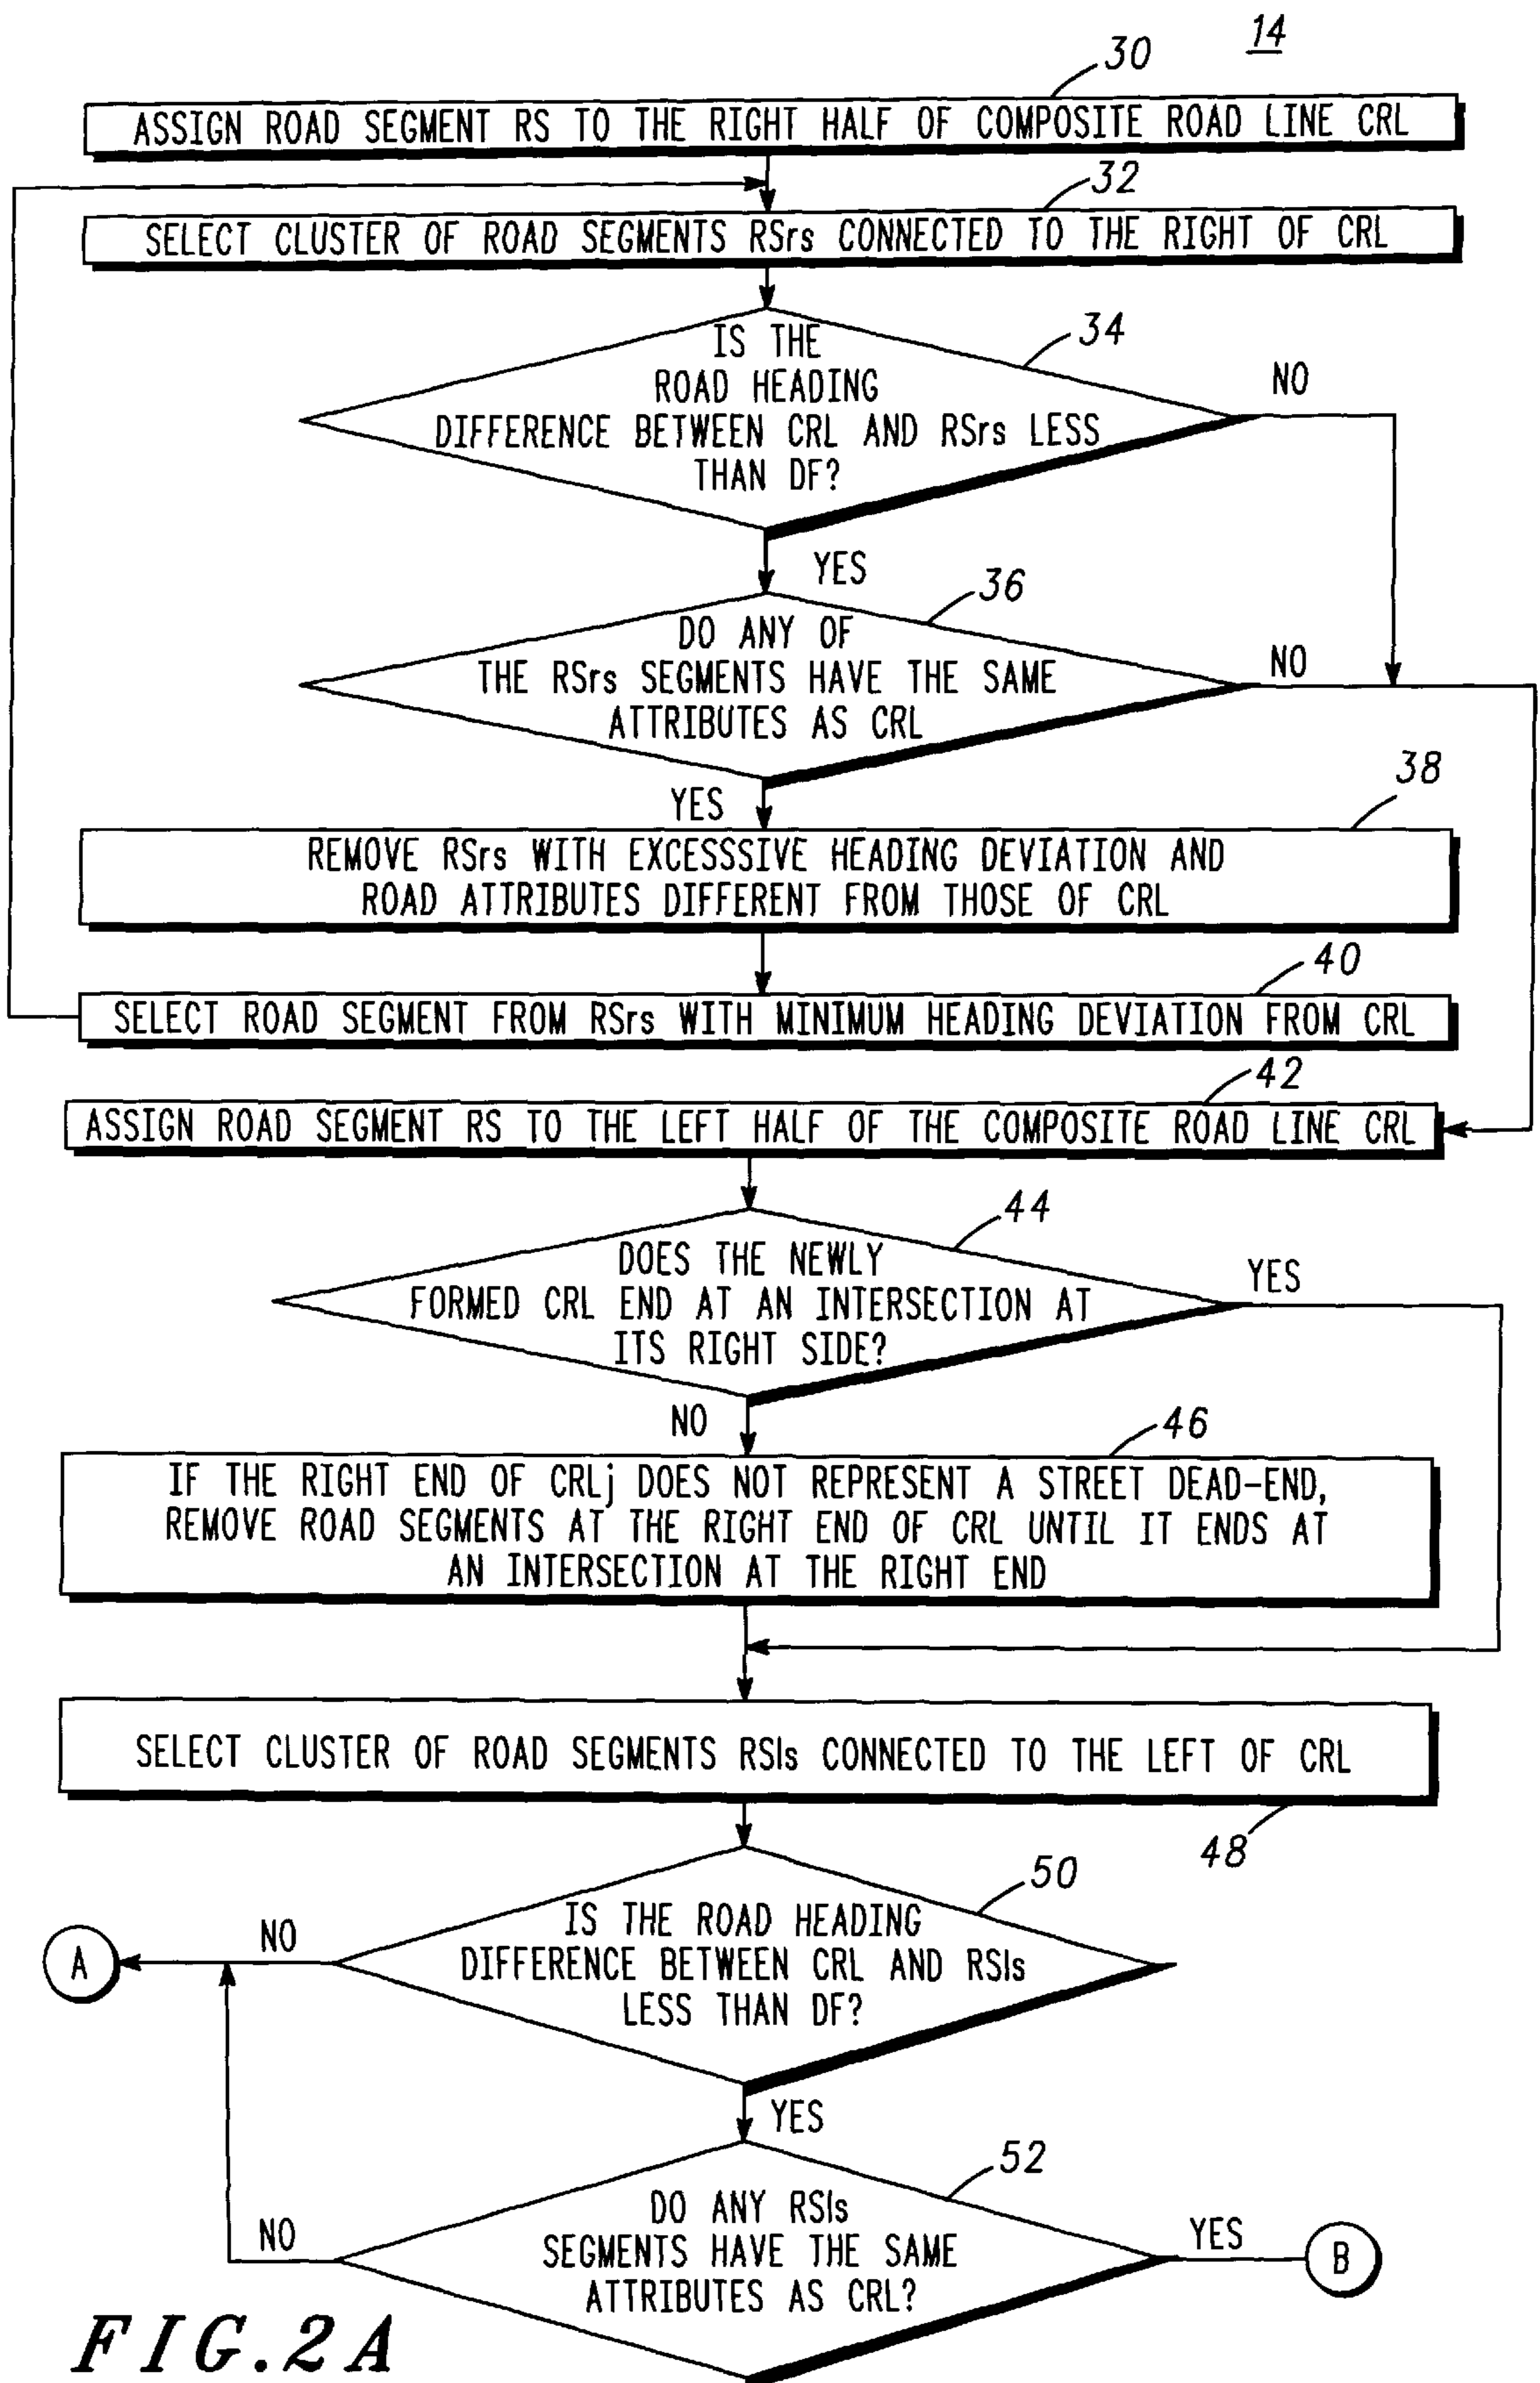 14
30
ASSIGN ROAD SEGMENT RS TO THE RIGHT HALF OF COMPOSITE ROAD LINE CRL
32
SELECT CLUSTER OF ROAD SEGMENTS RSrs CONNECTED TO THE RIGHT OF CRL
34
IS THE
ROAD HEADING
DIFFERENCE BETWEEN CRL AND RSrs LESS
THAN DF?
NO
YES
36
DO ANY OF
THE RSrs SEGMENTS HAVE THE SAME
ATTRIBUTES AS CRL
NO
YES
38
REMOVE RSrs WITH EXCESSSIVE HEADING DEVIATION AND
ROAD ATTRIBUTES DIFFERENT FROM THOSE OF CRL
40
SELECT ROAD SEGMENT FROM RSrs WITH MINIMUM HEADING DEVIATION FROM CRL
42
ASSIGN ROAD SEGMENT RS TO THE LEFT HALF OF THE COMPOSITE ROAD LINE CRL
44
DOES THE NEWLY
FORMED CRL END AT AN INTERSECTION AT
ITS RIGHT SIDE?
YES
NO
46
IF THE RIGHT END OF CRLj DOES NOT REPRESENT A STREET DEAD-END,
REMOVE ROAD SEGMENTS AT THE RIGHT END OF CRL UNTIL IT ENDS AT
AN INTERSECTION AT THE RIGHT END
SELECT CLUSTER OF ROAD SEGMENTS RSls CONNECTED TO THE LEFT OF CRL
48
50
IS THE ROAD HEADING
DIFFERENCE BETWEEN CRL AND RSls
LESS THAN DF?
NO
A
YES
52
DO ANY RSls
SEGMENTS HAVE THE SAME
ATTRIBUTES AS CRL?
NO
YES
B
FIG.2A